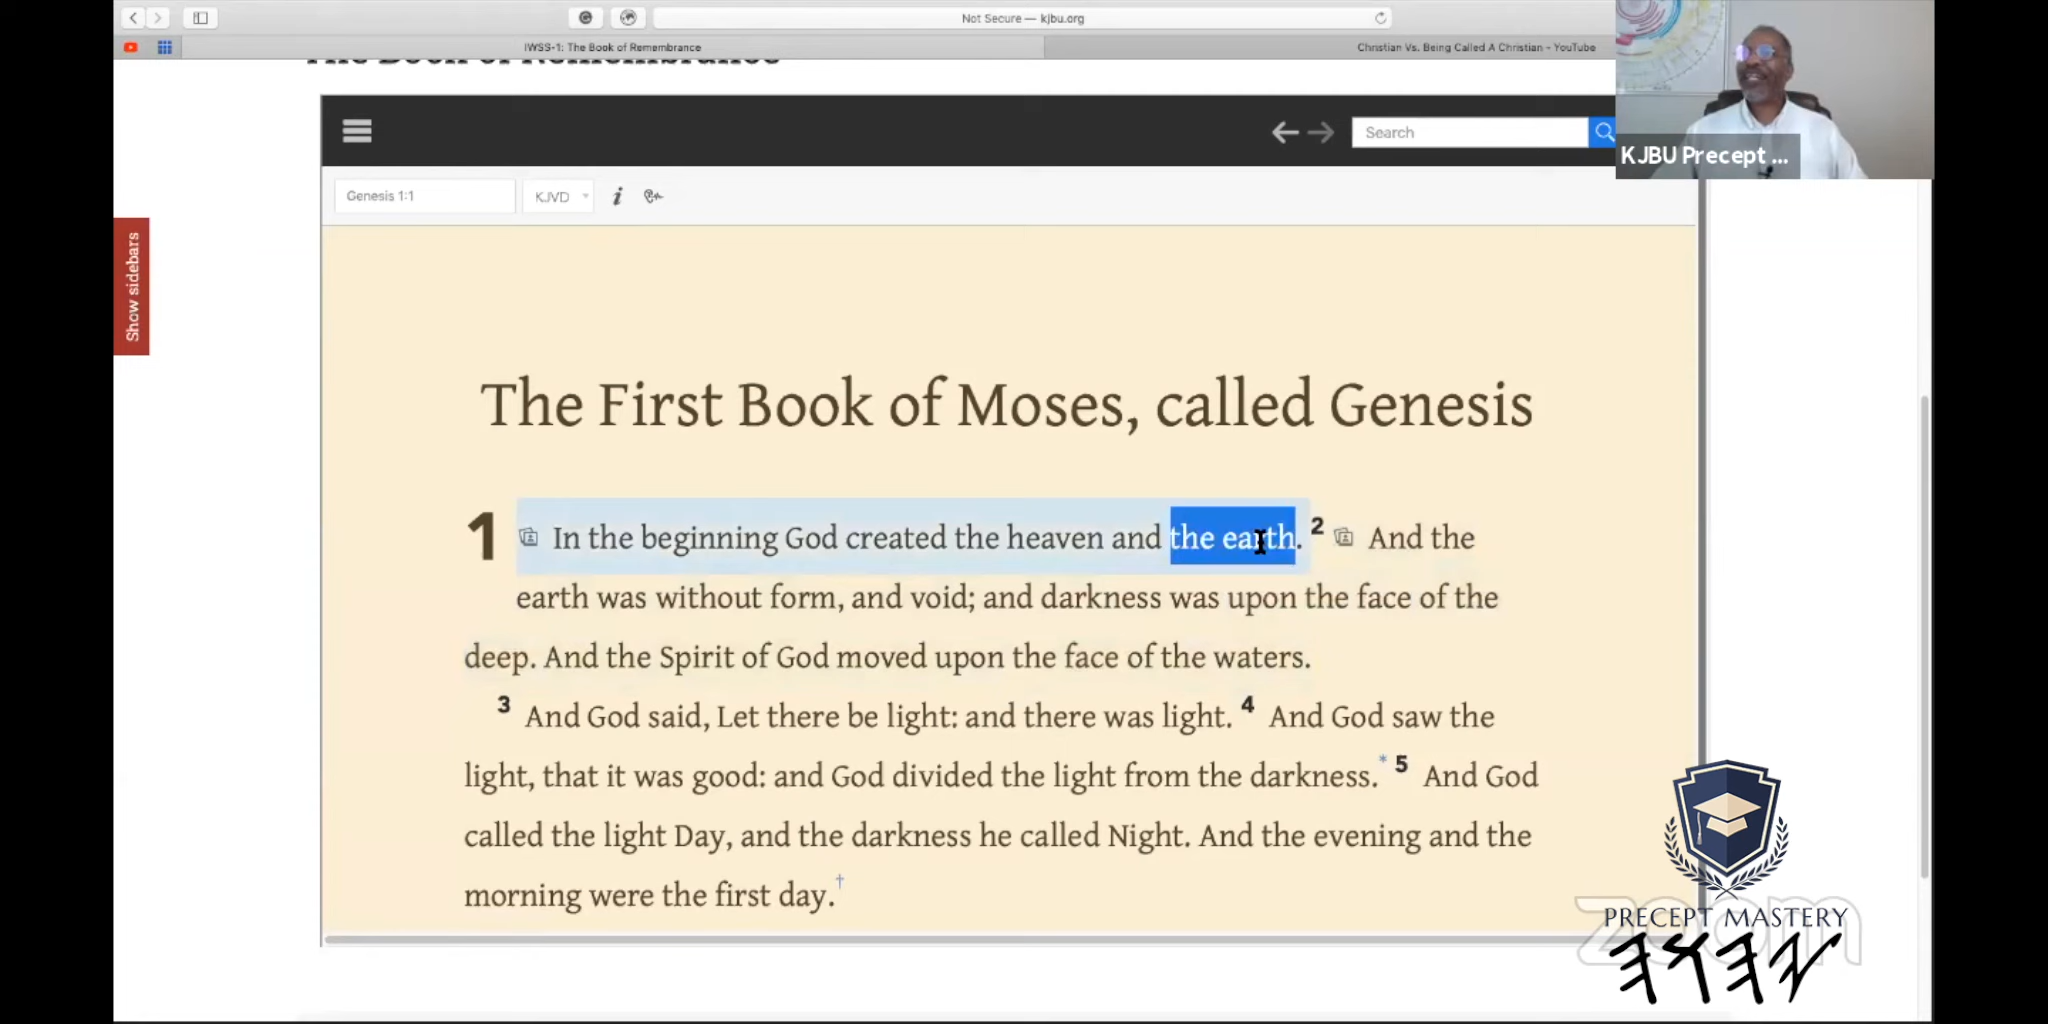 Not Secure — kjbu.org
IWSS-1: The Book of Remembrance
Christian Vs. Being Called A Christian - YouTube
The Book of Remembrance
Search
KJBU Precept ...
Genesis 1:1
KJVD
i
Show sidebars
The First Book of Moses, called Genesis
1 In the beginning God created the heaven and the earth. 2 And the
earth was without form, and void; and darkness was upon the face of the
deep. And the Spirit of God moved upon the face of the waters.
3 And God said, Let there be light: and there was light. 4 And God saw the
light, that it was good: and God divided the light from the darkness.* 5 And God
called the light Day, and the darkness he called Night. And the evening and the
morning were the first day.†
PRECEPT MASTERY
zoom
𐤉𐤄𐤅𐤄